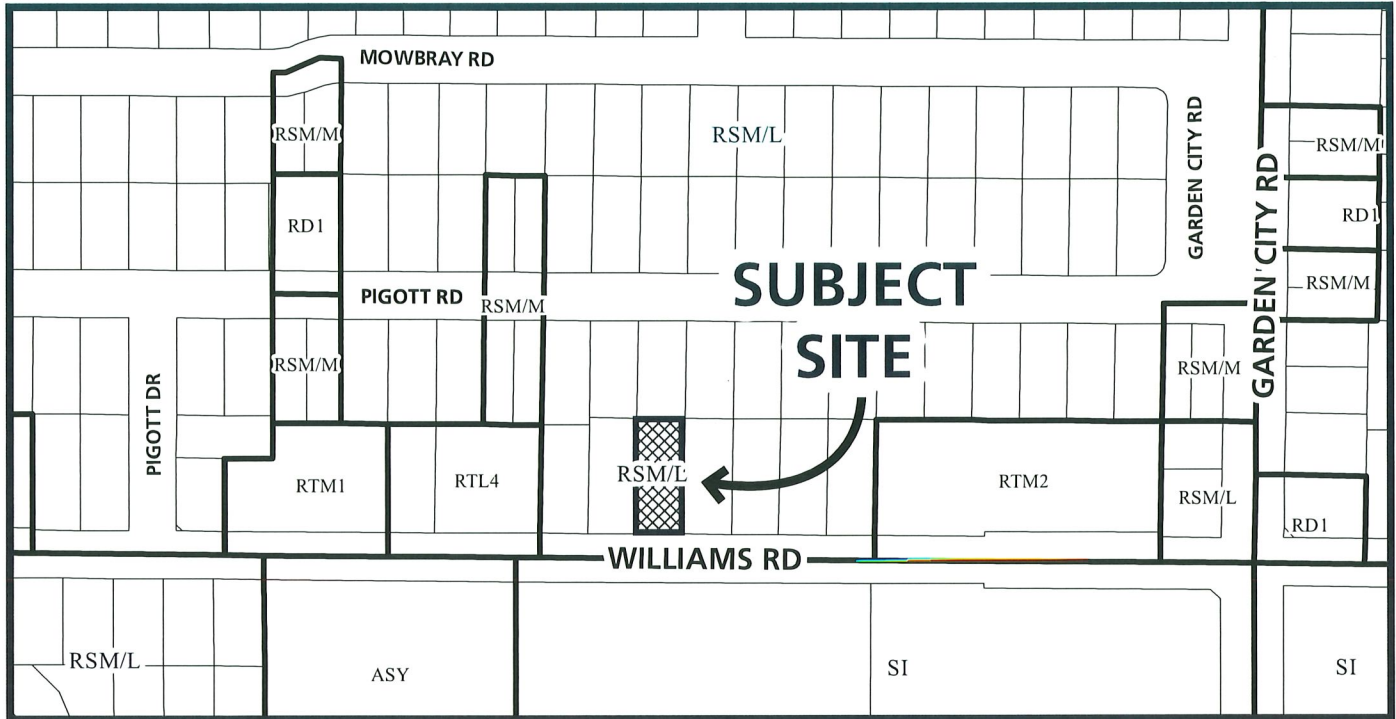 MOWBRAY RD
RSM/M
RSM/L
GARDEN CITY RD
RSM/M
RD1
RD1
GARDEN CITY RD
SUBJECT
SITE
PIGOTT RD
RSM/M
RSM/M
RSM/M
RSM/M
PIGOTT DR
RTM1
RTL4
RSM/L
RTM2
RSM/L
RD1
WILLIAMS RD
RSM/L
ASY
SI
SI